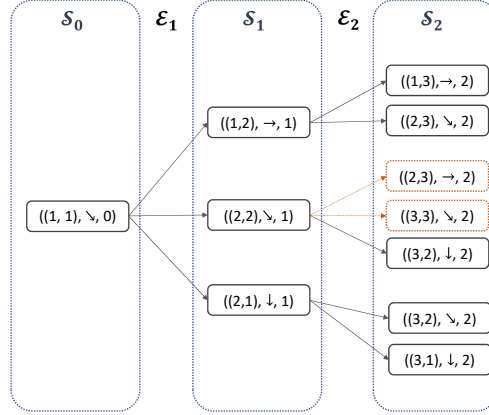 𝓢₀ 𝓔₁ 𝓢₁ 𝓔₂ 𝓢₂
((1,3),→, 2)
((1,2), →, 1) ((2,3), ↘, 2)
((2,3), →, 2)
((1, 1),↘, 0) ((2,2),↘, 1) ((3,3), ↘, 2)
((3,2), ↓, 2)
((2,1), ↓, 1)
((3,2), ↘, 2)
((3,1), ↓, 2)